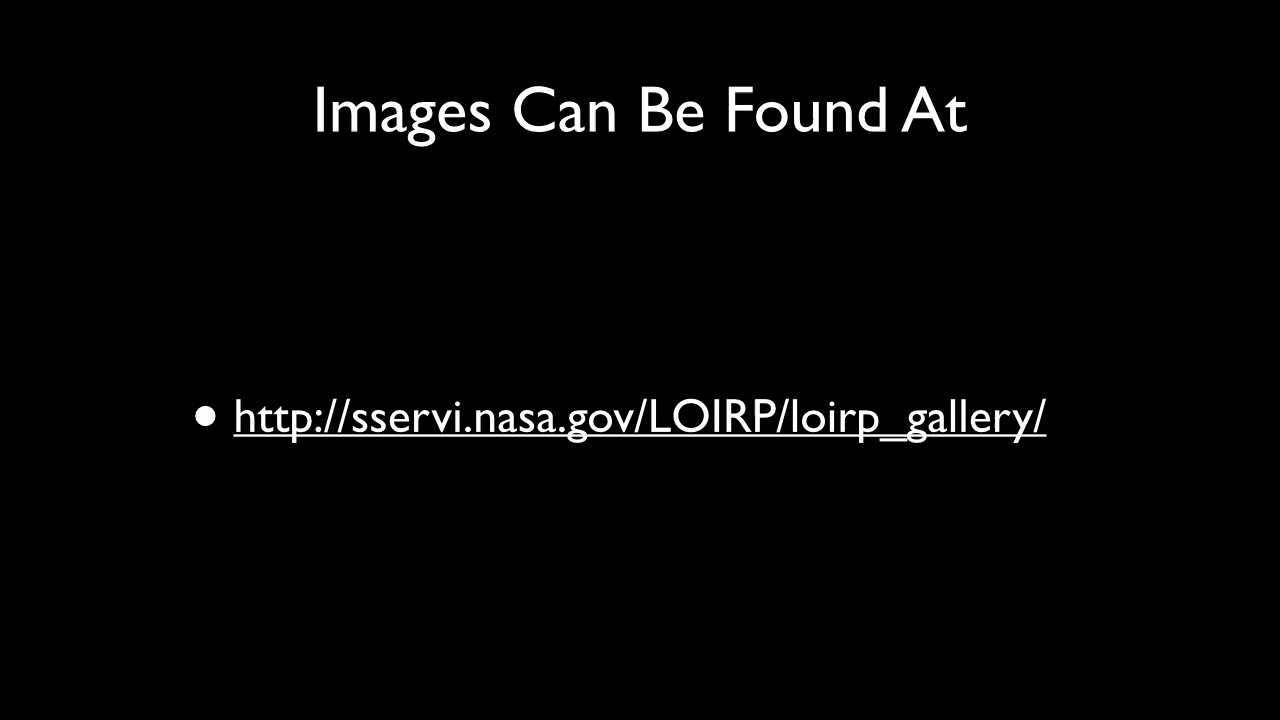 Images Can Be Found At
• http://sservi.nasa.gov/LOIRP/loirp_gallery/